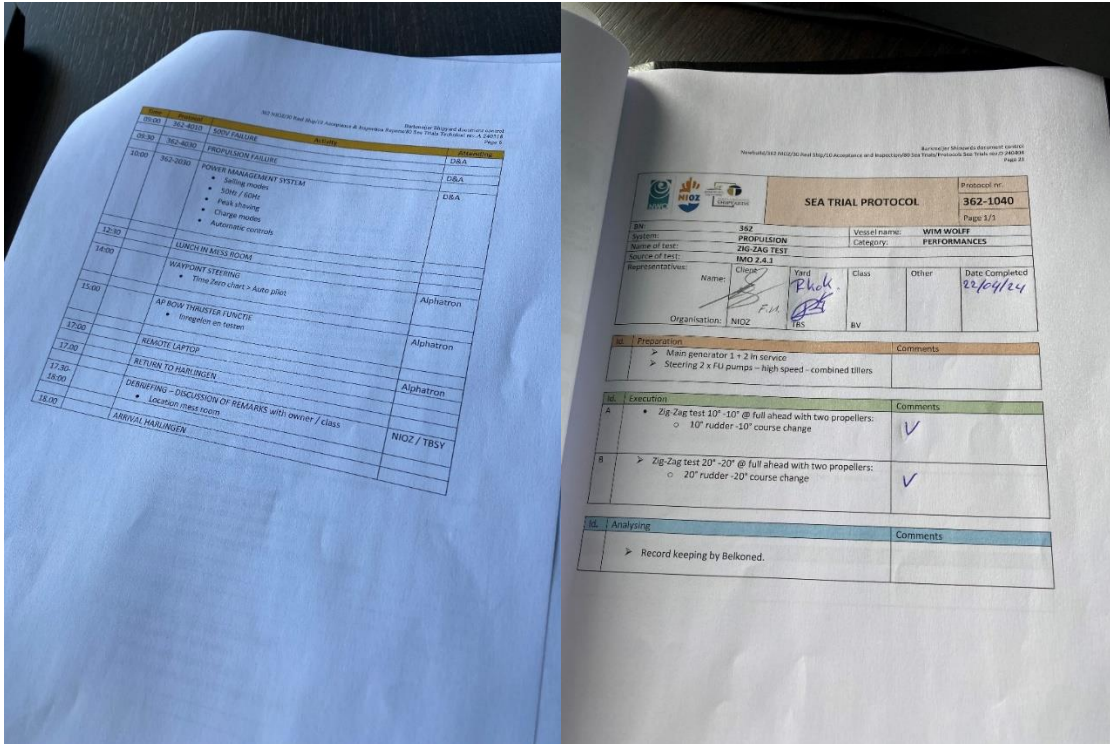 Barkmeijer Shipyards document control
Page 6
Time Protocol Activity Attending
09:00 362-4010 500V FAILURE D&A
09:30 362-4030 PROPULSION FAILURE D&A
10:00 362-2030 POWER MANAGEMENT SYSTEM D&A
• Sailing modes
• 50Hz / 60Hz
• Peak shaving
• Charge modes
• Automatic controls
12:30 LUNCH IN MESS ROOM
14:00 WAYPOINT STEERING Alphatron
• Time Zero chart > Auto pilot
15:00 AP BOW THRUSTER FUNCTIE Alphatron
• Inregelen en testen
17:00 REMOTE LAPTOP Alphatron
17.00 RETURN TO HARLINGEN
17.30-
18:00 DEBRIEFING – DISCUSSION OF REMARKS with owner / class NIOZ / TBSY
• Location mest room
18.00 ARRIVAL HARLINGEN
Barkmeijer Shipyards document control
Page 21
NIOZ
SEA TRIAL PROTOCOL
Protocol nr.
362-1040
Page 1/1
BN 362 Vessel name: WIM WOLFF
System: PROPULSION Category: PERFORMANCES
Name of test: ZIG-ZAG TEST
Source of test: IMO 2.4.1
Representatives: Client Yard Class Other Date Completed
Name: 22/04/24
Organisation: NIOZ TBS BV
Id. Preparation Comments
➢ Main generator 1 + 2 in service
➢ Steering 2 x FU pumps – high speed - combined tillers
Id. Execution Comments
A • Zig-Zag test 10° -10° @ full ahead with two propellers:
○ 10° rudder -10° course change
B ➢ Zig-Zag test 20° -20° @ full ahead with two propellers:
○ 20° rudder -20° course change
Id. Analysing Comments
➢ Record keeping by Belkoned.